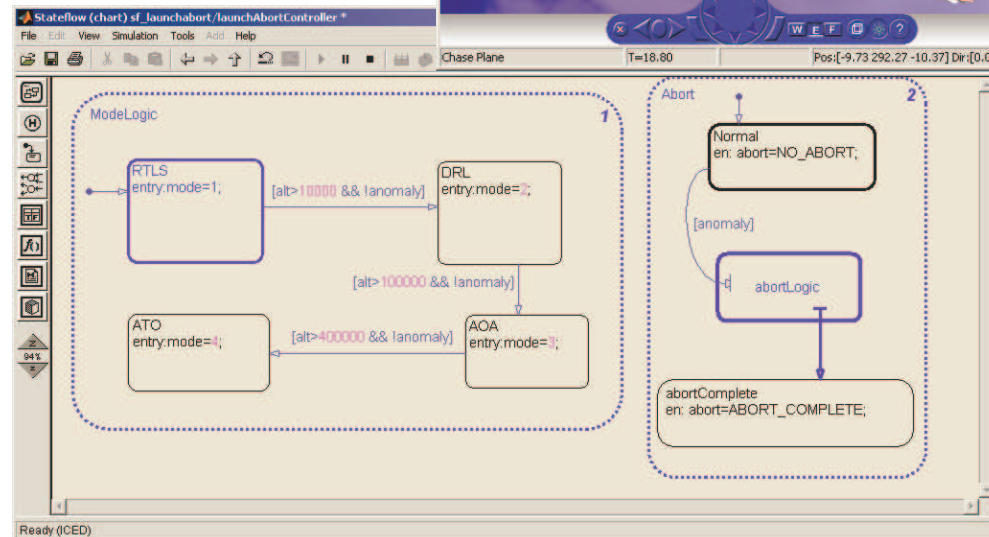 Stateflow (chart) sf_launchabort/launchAbortController *
File Edit View Simulation Tools Add Help
Chase Plane T=18.80 Pos:[-9.73 292.27 -10.37] Dir:[0.0
W E F ?
ModeLogic 1
RTLS
entry:mode=1;
[alt>10000 && !anomaly]
DRL
entry:mode=2;
[alt>100000 && !anomaly]
AOA
entry:mode=3;
[alt>400000 && !anomaly]
ATO
entry:mode=4;
Abort 2
Normal
en: abort=NO_ABORT;
[anomaly]
abortLogic
abortComplete
en: abort=ABORT_COMPLETE;
H
f()
94%
Ready (ICED)